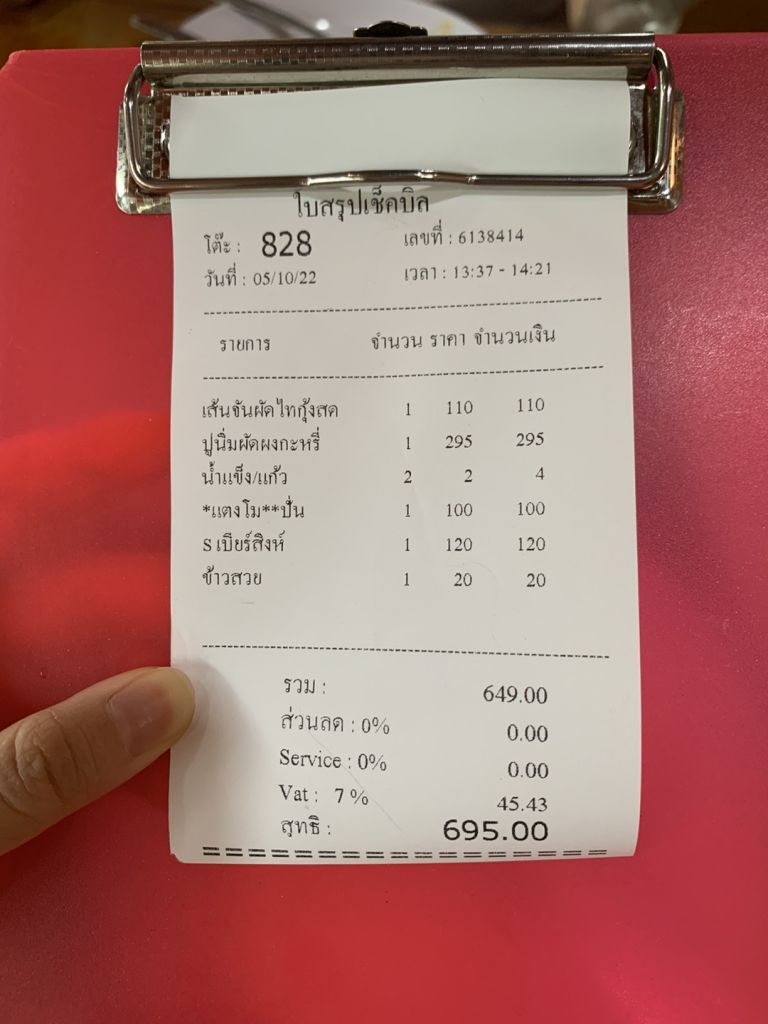 ใบสรุปเช็คบิล
โต๊ะ : 828 เลขที่ : 6138414
วันที่ : 05/10/22 เวลา : 13:37 - 14:21
รายการ จำนวน ราคา จำนวนเงิน
เส้นจันผัดไทกุ้งสด 1 110 110
ปูนิ่มผัดผงกะหรี่ 1 295 295
น้ำแข็ง/แก้ว 2 2 4
*แตงโม**ปั่น 1 100 100
S เบียร์สิงห์ 1 120 120
ข้าวสวย 1 20 20
รวม : 649.00
ส่วนลด : 0% 0.00
Service : 0% 0.00
Vat : 7 % 45.43
สุทธิ : 695.00